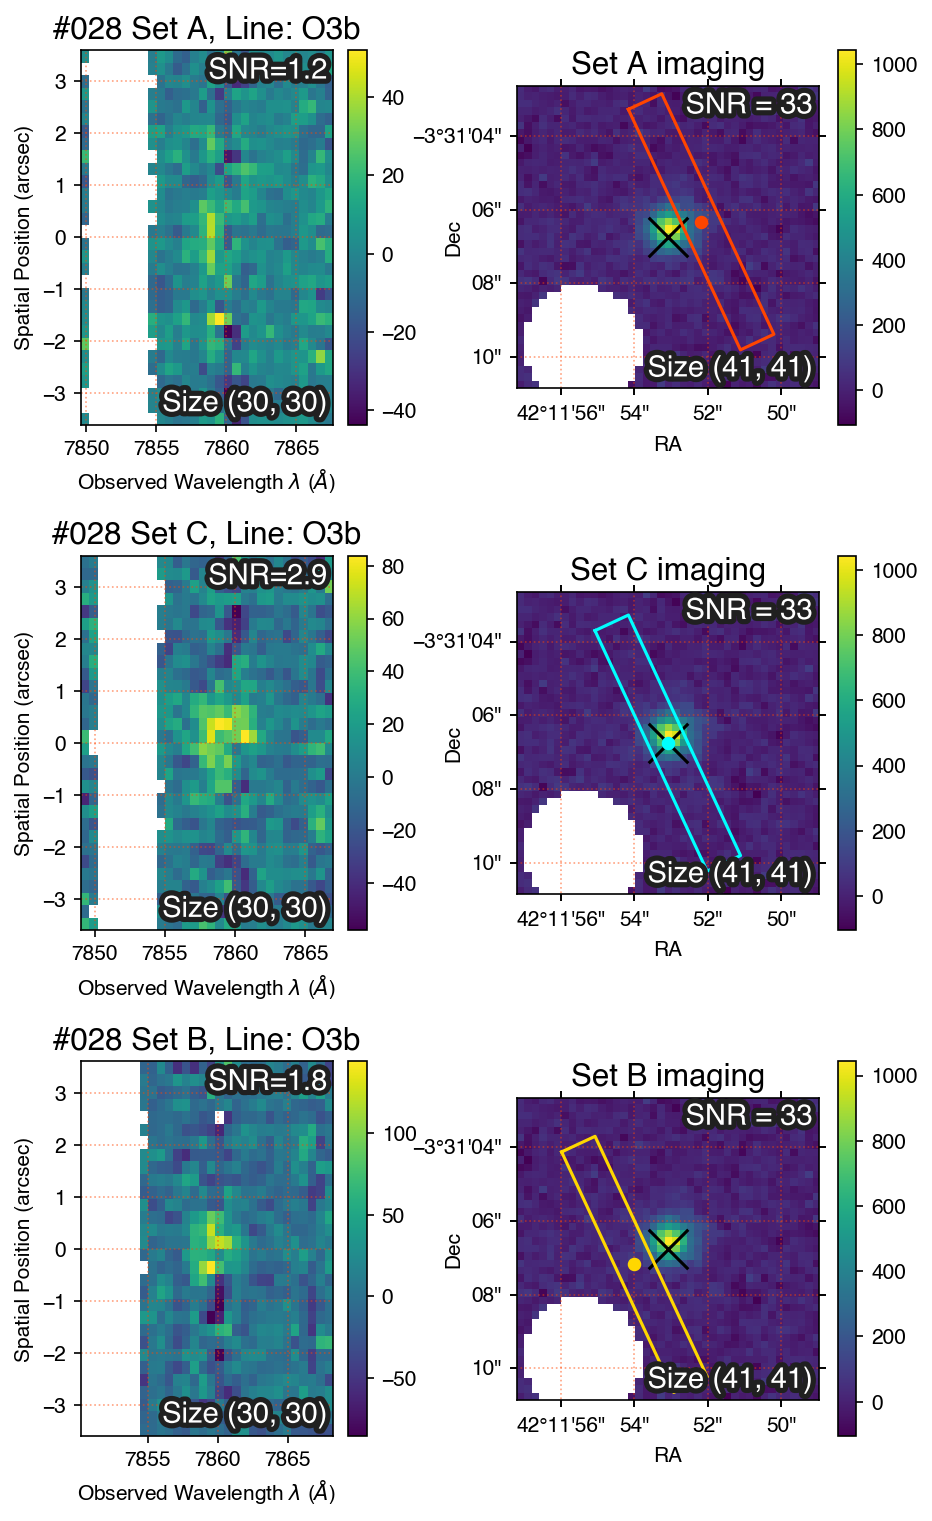 #028 Set A, Line: O3b
SNR=1.2
Size (30, 30)
3
2
1
0
−1
−2
−3
Spatial Position (arcsec)
7850 7855 7860 7865
Observed Wavelength λ (Å)
40
20
0
−20
−40
Set A imaging
SNR = 33
Size (41, 41)
−3°31'04"
06"
08"
10"
Dec
42°11'56" 54" 52" 50"
RA
1000
800
600
400
200
0
#028 Set C, Line: O3b
SNR=2.9
Size (30, 30)
3
2
1
0
−1
−2
−3
Spatial Position (arcsec)
7850 7855 7860 7865
Observed Wavelength λ (Å)
80
60
40
20
0
−20
−40
Set C imaging
SNR = 33
Size (41, 41)
−3°31'04"
06"
08"
10"
Dec
42°11'56" 54" 52" 50"
RA
1000
800
600
400
200
0
#028 Set B, Line: O3b
SNR=1.8
Size (30, 30)
3
2
1
0
−1
−2
−3
Spatial Position (arcsec)
7855 7860 7865
Observed Wavelength λ (Å)
100
50
0
−50
Set B imaging
SNR = 33
Size (41, 41)
−3°31'04"
06"
08"
10"
Dec
42°11'56" 54" 52" 50"
RA
1000
800
600
400
200
0